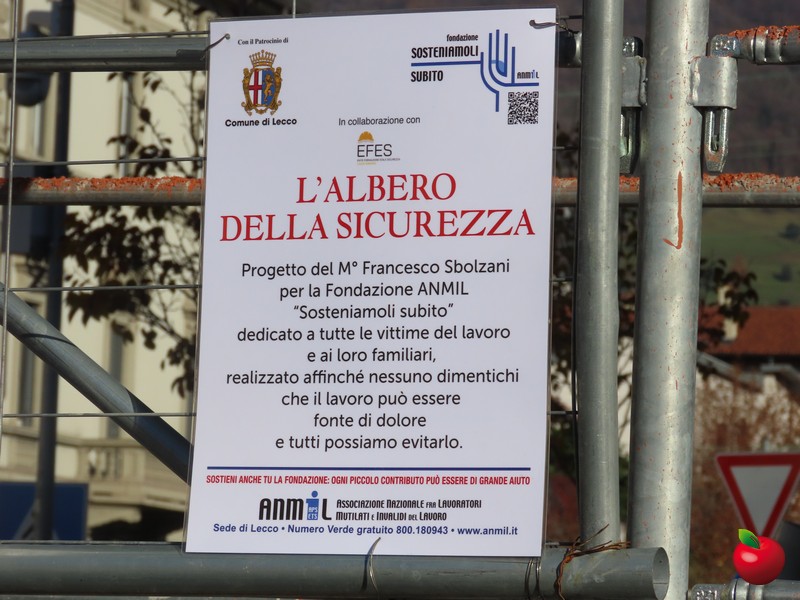 Con il Patrocinio di
Comune di Lecco
fondazione
SOSTENIAMOLI
SUBITO
ANMIL
In collaborazione con
EFES
L'ALBERO
DELLA SICUREZZA
Progetto del M° Francesco Sbolzani
per la Fondazione ANMIL
“Sosteniamoli subito”
dedicato a tutte le vittime del lavoro
e ai loro familiari,
realizzato affinché nessuno dimentichi
che il lavoro può essere
fonte di dolore
e tutti possiamo evitarlo.
SOSTIENI ANCHE TU LA FONDAZIONE: OGNI PICCOLO CONTRIBUTO PUÒ ESSERE DI GRANDE AIUTO
ANMIL
APS
ETS
ASSOCIAZIONE NAZIONALE FRA LAVORATORI
MUTILATI E INVALIDI DEL LAVORO
Sede di Lecco • Numero Verde gratuito 800.180943 • www.anmil.it